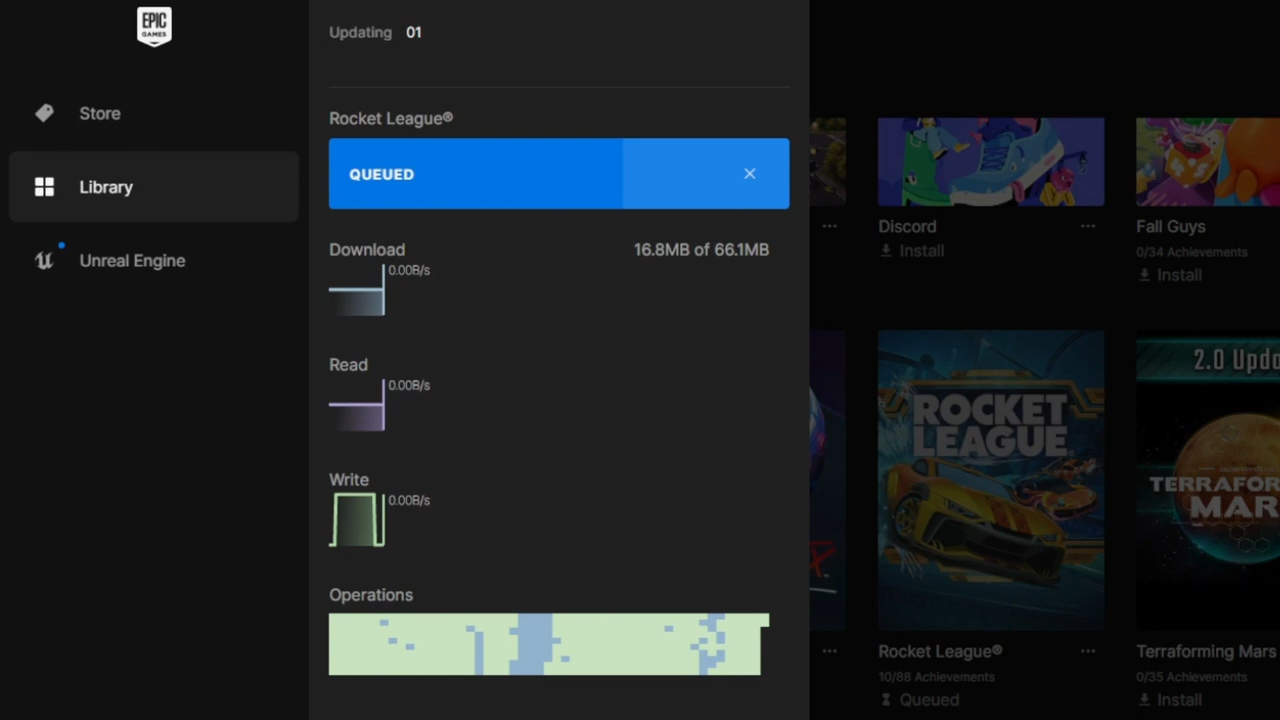 EPIC
GAMES
Store
Library
Unreal Engine
Updating 01
Rocket League®
QUEUED
Download 16.8MB of 66.1MB
0.00B/s
Read
0.00B/s
Write
0.00B/s
Operations
Discord
Install
Fall Guys
0/34 Achievements
Install
ROCKET
LEAGUE
Rocket League®
10/88 Achievements
Queued
2.0 Upda
TERRAFOR
MAR
Terraforming Mars
0/35 Achievements
Install